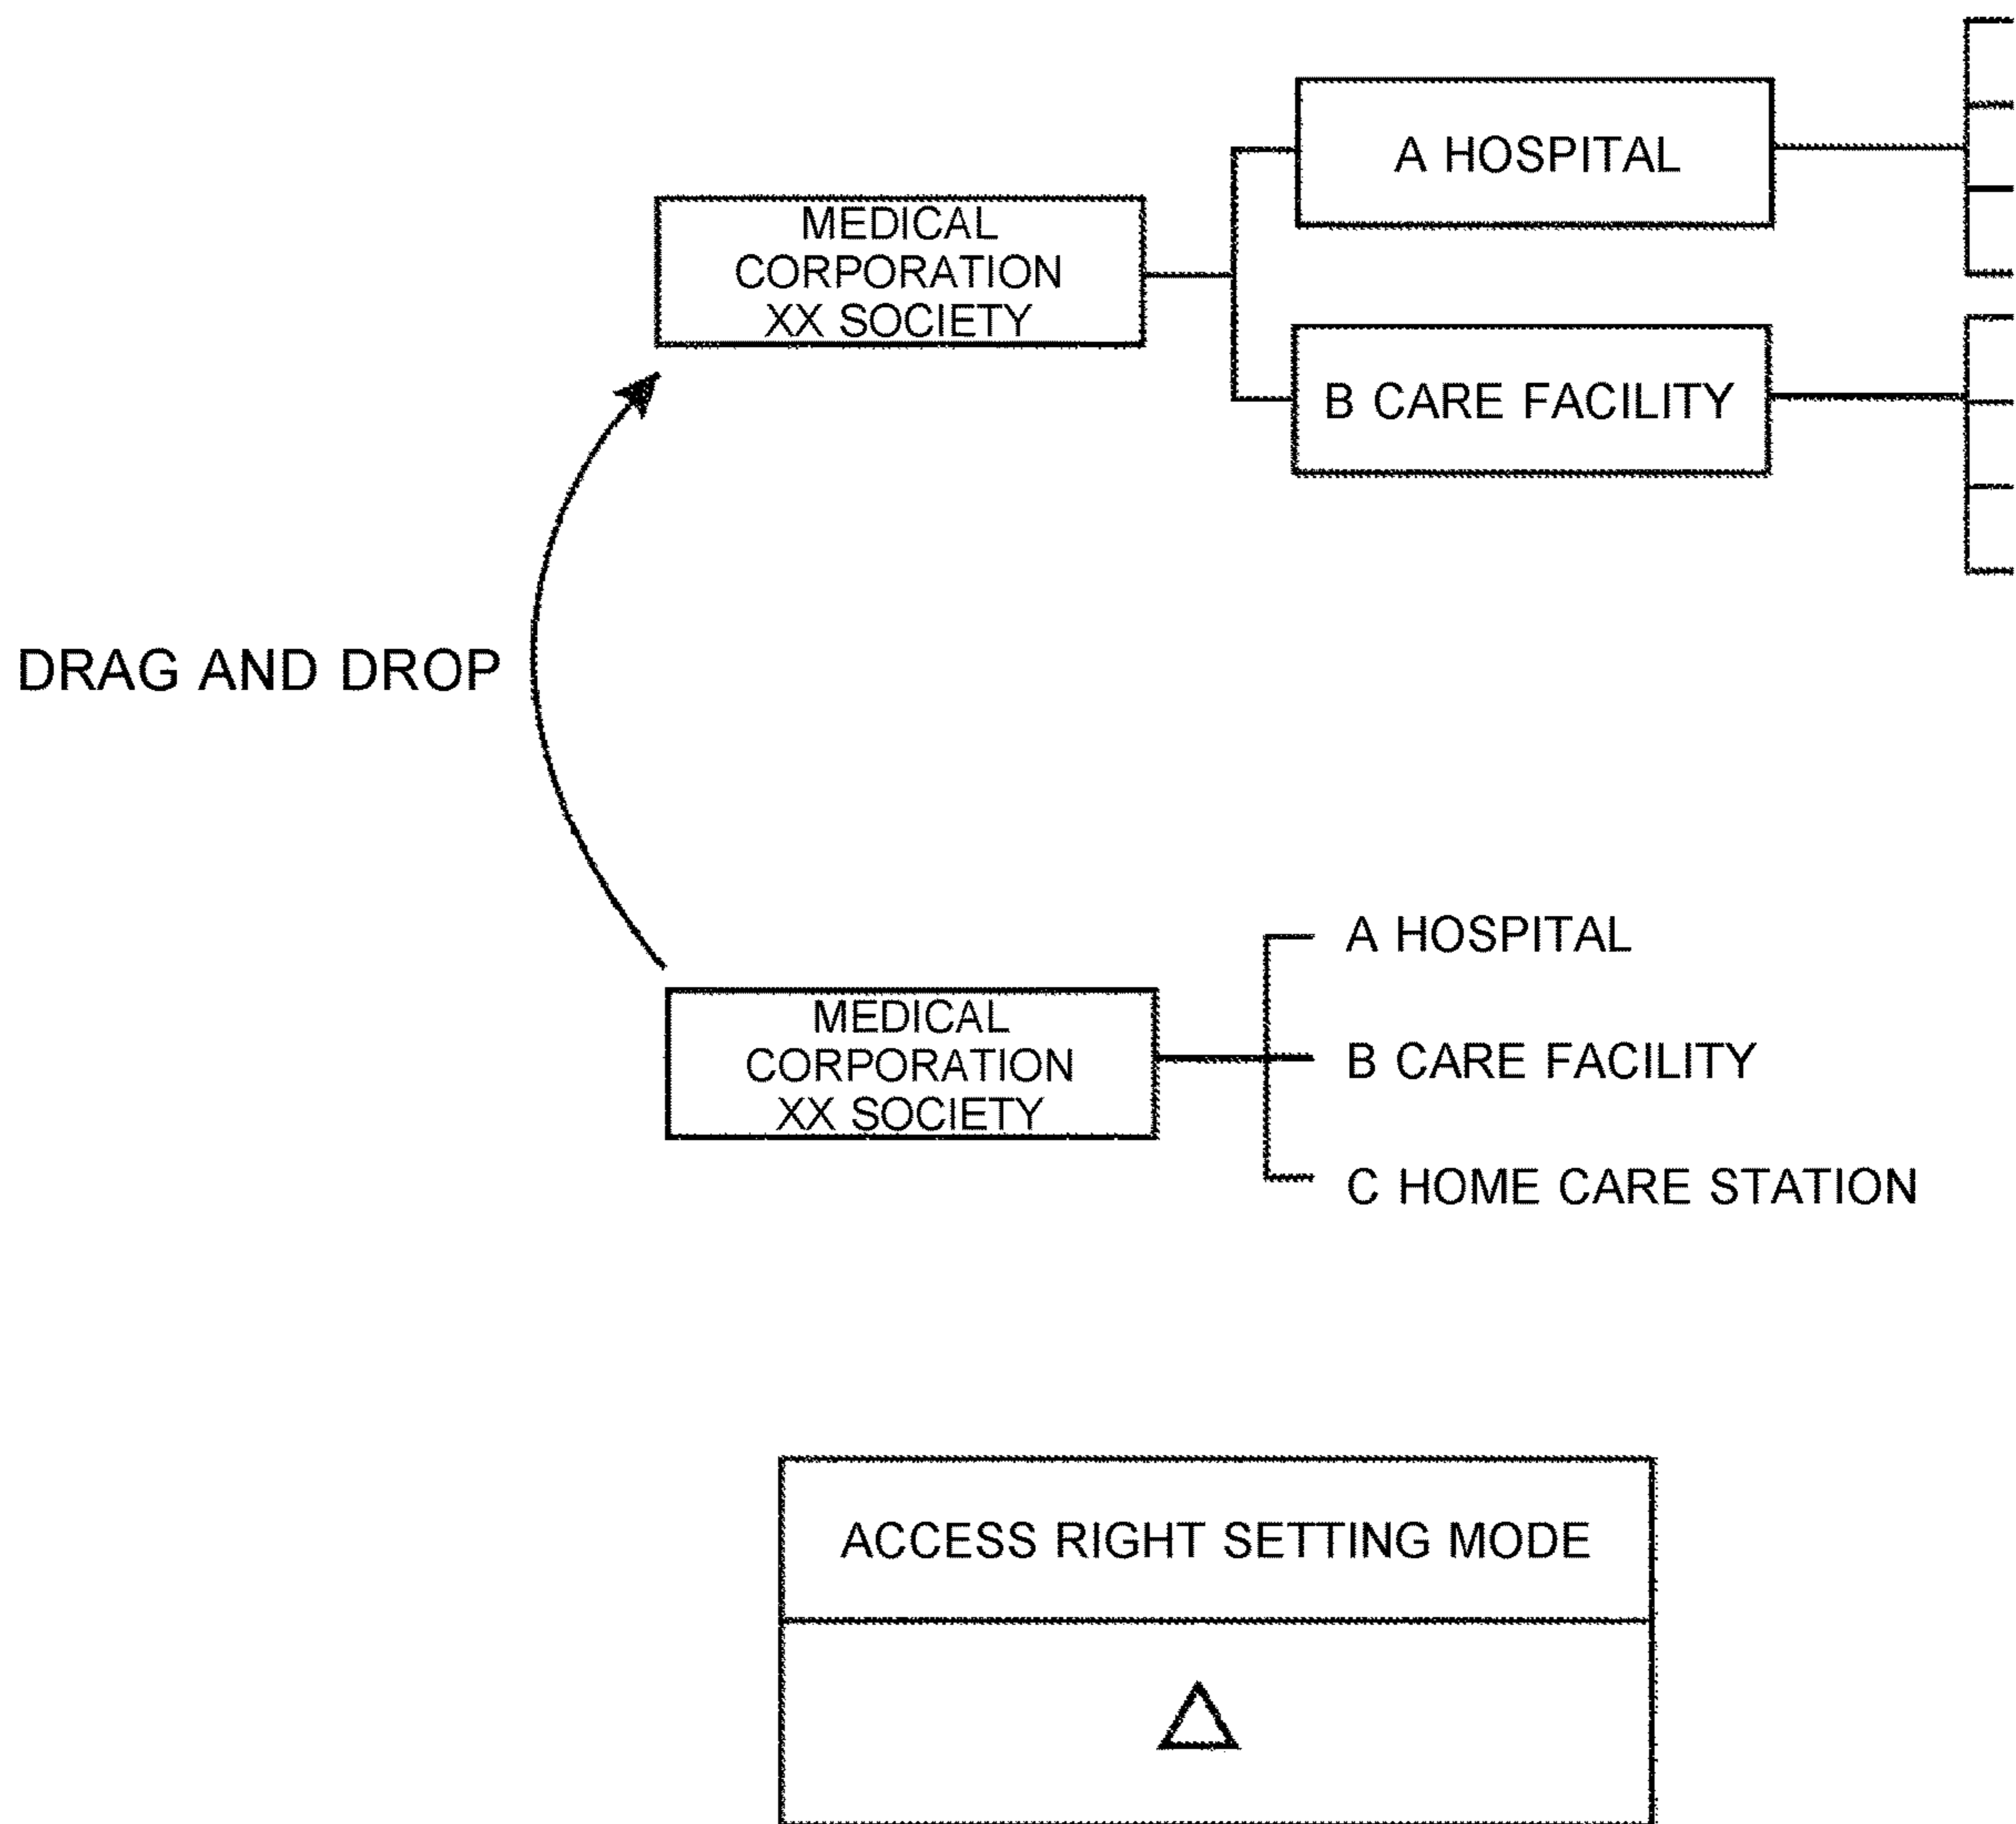 A HOSPITAL
MEDICAL
CORPORATION
XX SOCIETY
B CARE FACILITY
DRAG AND DROP
A HOSPITAL
MEDICAL
CORPORATION
XX SOCIETY
B CARE FACILITY
C HOME CARE STATION
ACCESS RIGHT SETTING MODE